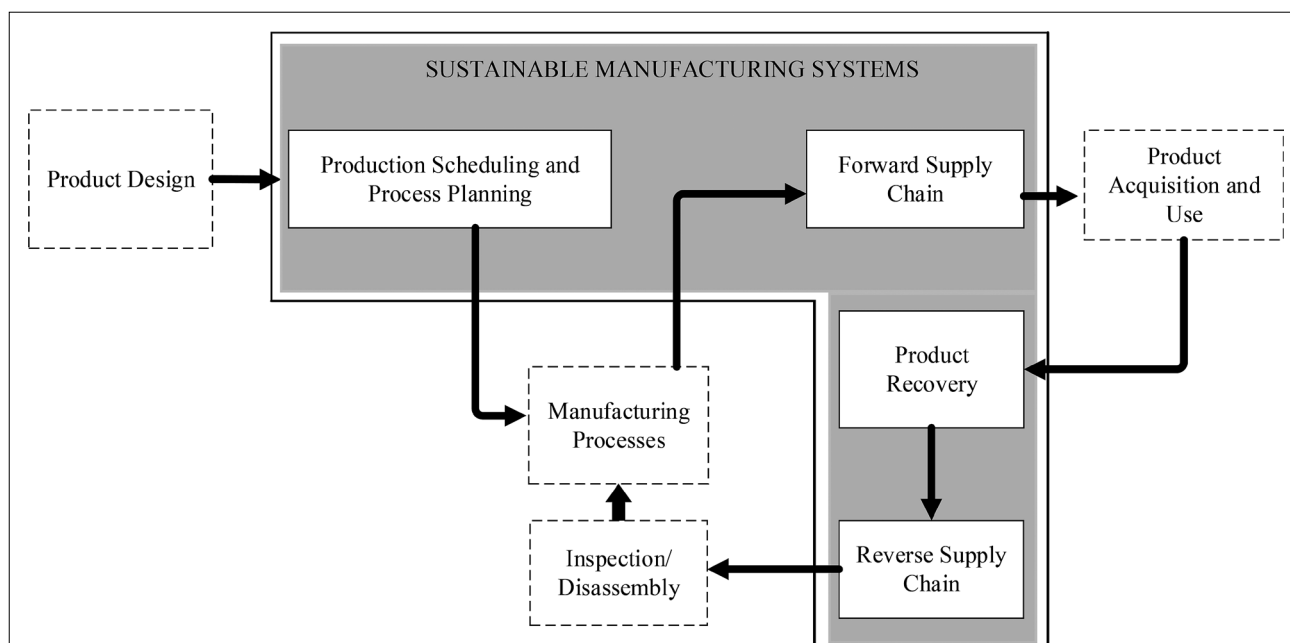 SUSTAINABLE MANUFACTURING SYSTEMS
Product Design
Production Scheduling and
Process Planning
Forward Supply
Chain
Product
Acquisition and
Use
Product
Recovery
Manufacturing
Processes
Inspection/
Disassembly
Reverse Supply
Chain